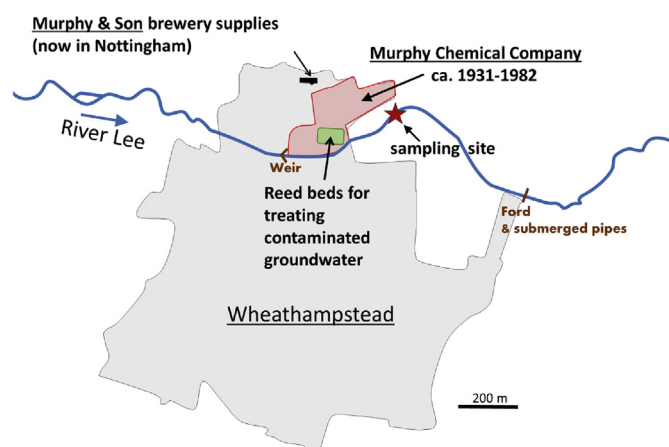 Murphy & Son brewery supplies
(now in Nottingham)
Murphy Chemical Company
ca. 1931-1982
River Lee
sampling site
Weir
Reed beds for
treating
contaminated
groundwater
Ford
& submerged pipes
Wheathampstead
200 m